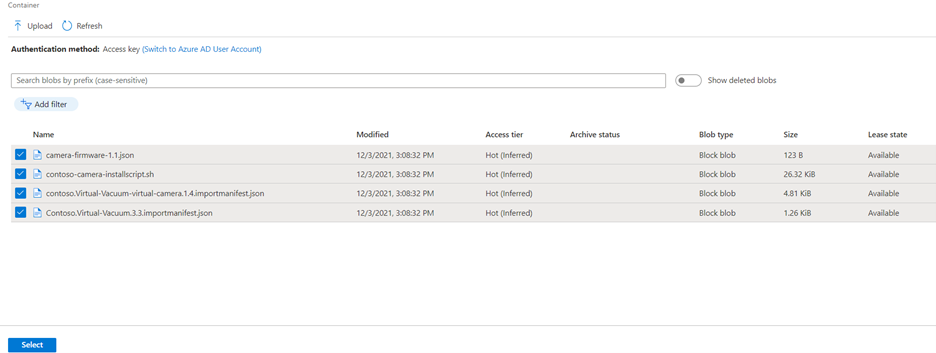 Container
Upload Refresh
Authentication method: Access key (Switch to Azure AD User Account)
Search blobs by prefix (case-sensitive) Show deleted blobs
Add filter
Name Modified Access tier Archive status Blob type Size Lease state
camera-firmware-1.1.json 12/3/2021, 3:08:32 PM Hot (Inferred) Block blob 123 B Available
contoso-camera-installscript.sh 12/3/2021, 3:08:32 PM Hot (Inferred) Block blob 26.32 KiB Available
contoso.Virtual-Vacuum-virtual-camera.1.4.importmanifest.json 12/3/2021, 3:08:32 PM Hot (Inferred) Block blob 4.81 KiB Available
Contoso.Virtual-Vacuum.3.3.importmanifest.json 12/3/2021, 3:08:32 PM Hot (Inferred) Block blob 1.26 KiB Available
Select